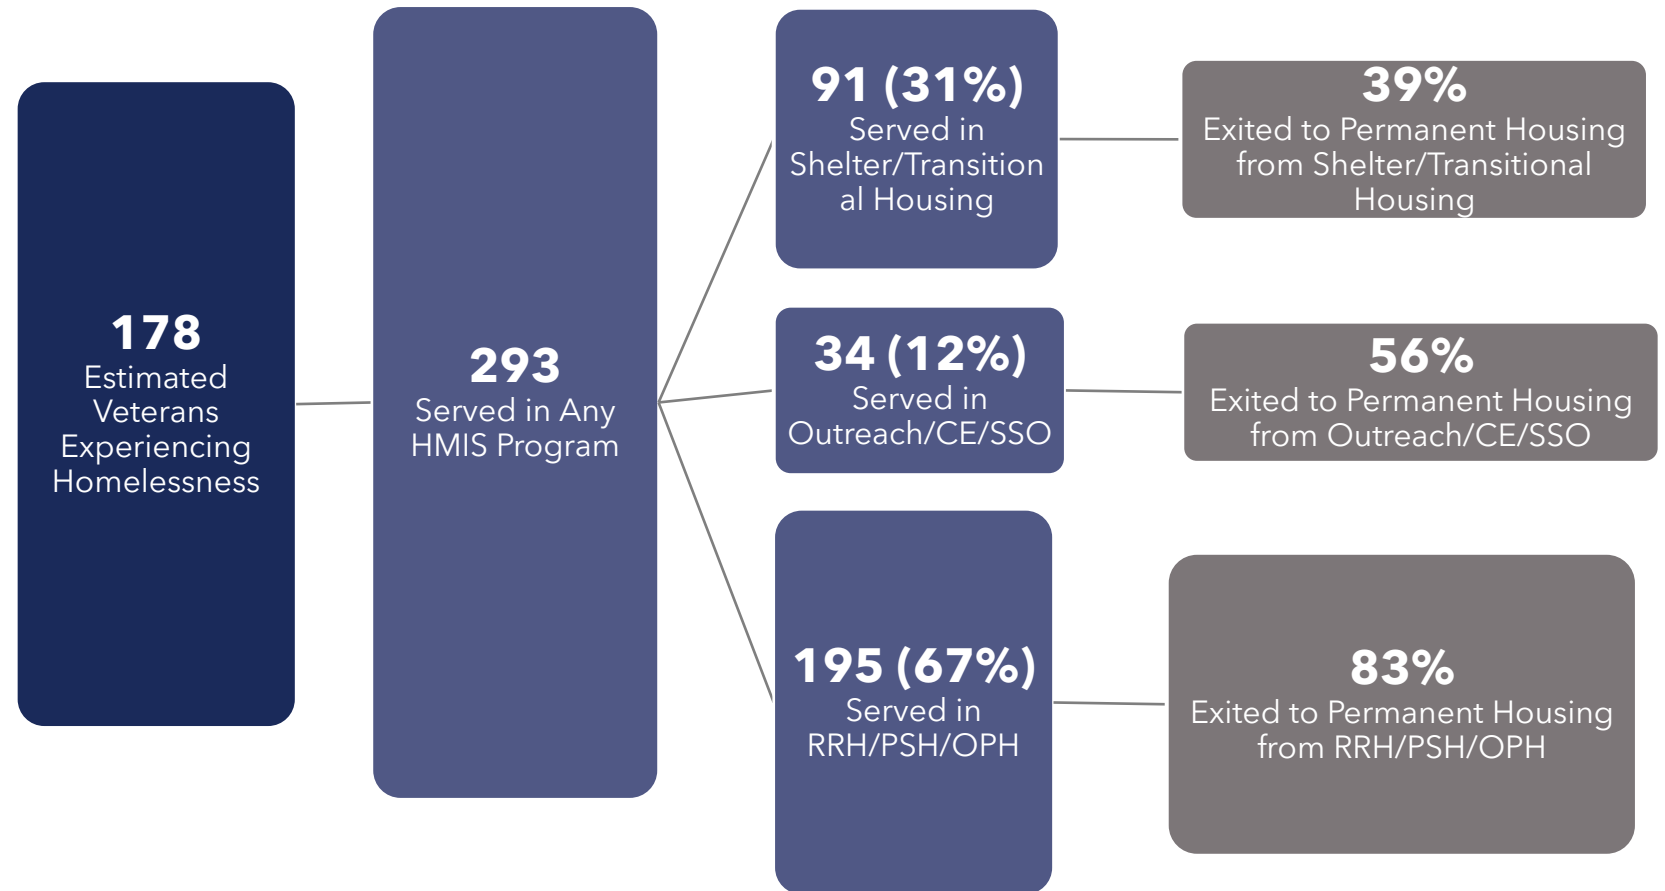 178
Estimated
Veterans
Experiencing
Homelessness
293
Served in Any
HMIS Program
91 (31%)
Served in
Shelter/Transition
al Housing
39%
Exited to Permanent Housing
from Shelter/Transitional
Housing
34 (12%)
Served in
Outreach/CE/SSO
56%
Exited to Permanent Housing
from Outreach/CE/SSO
195 (67%)
Served in
RRH/PSH/OPH
83%
Exited to Permanent Housing
from RRH/PSH/OPH